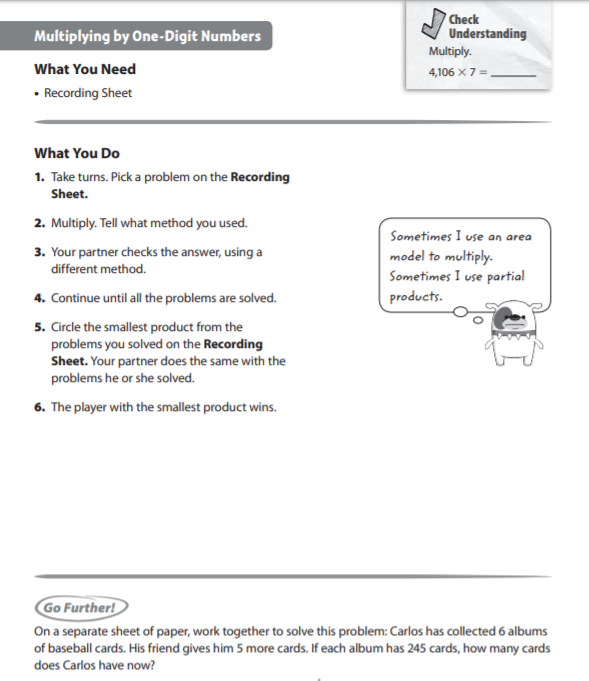 Multiplying by One-Digit Numbers
Check
Understanding
Multiply.
4,106 × 7 = ________
What You Need
• Recording Sheet
What You Do
1. Take turns. Pick a problem on the Recording
Sheet.
2. Multiply. Tell what method you used.
3. Your partner checks the answer, using a
different method.
4. Continue until all the problems are solved.
5. Circle the smallest product from the
problems you solved on the Recording
Sheet. Your partner does the same with the
problems he or she solved.
6. The player with the smallest product wins.
Sometimes I use an area
model to multiply.
Sometimes I use partial
products.
Go Further!
On a separate sheet of paper, work together to solve this problem: Carlos has collected 6 albums
of baseball cards. His friend gives him 5 more cards. If each album has 245 cards, how many cards
does Carlos have now?